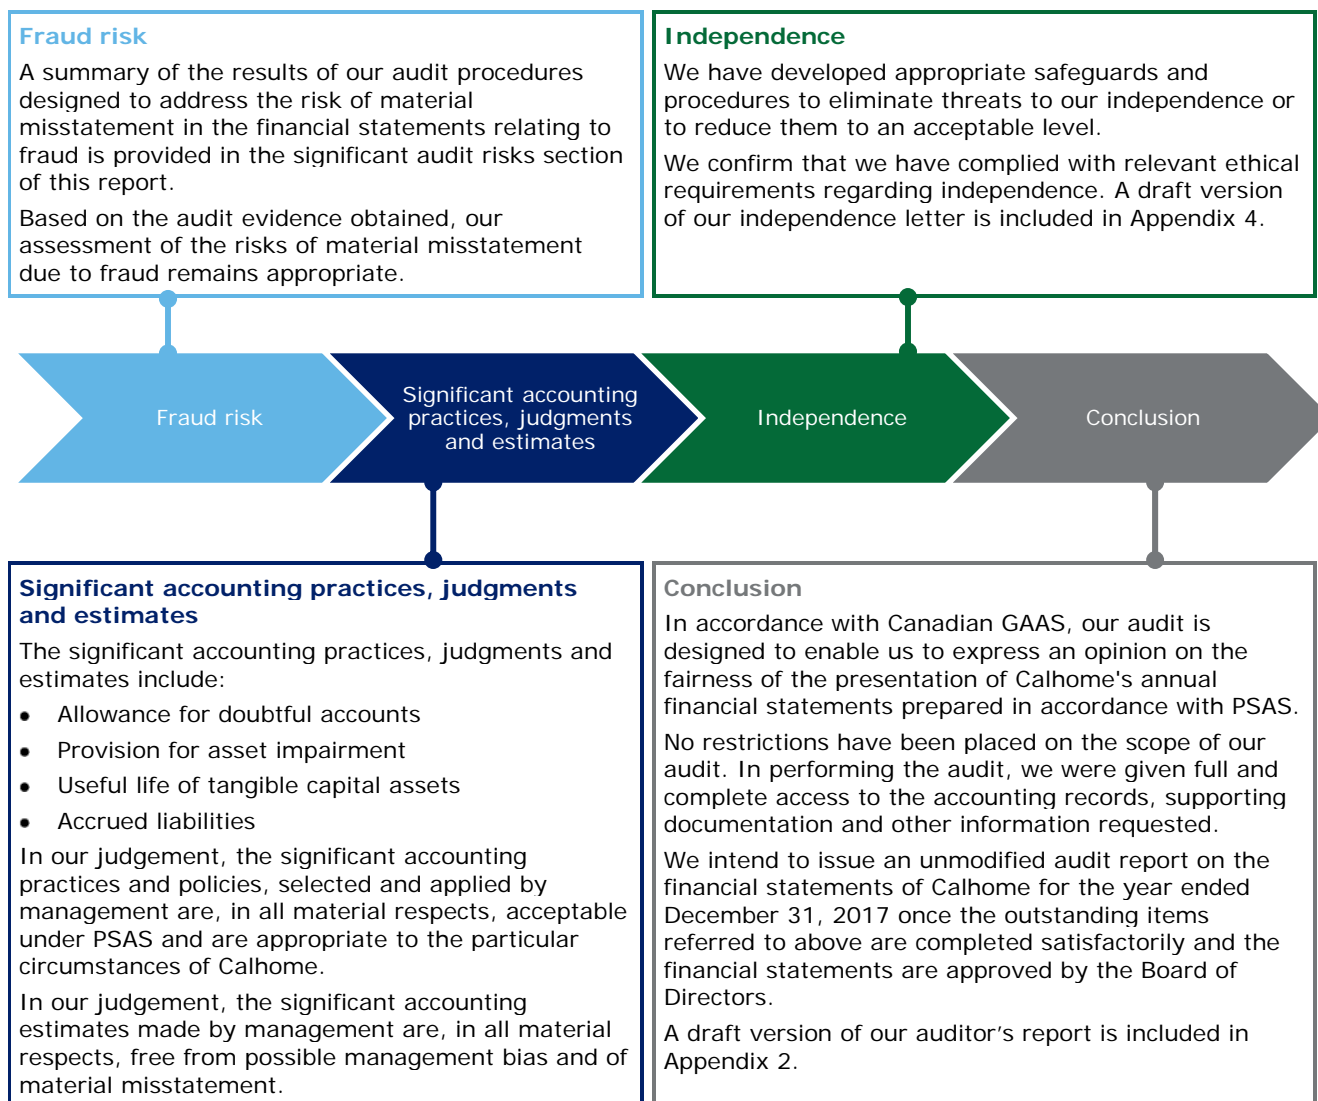 Fraud risk
A summary of the results of our audit procedures
designed to address the risk of material
misstatement in the financial statements relating to
fraud is provided in the significant audit risks section
of this report.
Based on the audit evidence obtained, our
assessment of the risks of material misstatement
due to fraud remains appropriate.
Independence
We have developed appropriate safeguards and
procedures to eliminate threats to our independence or
to reduce them to an acceptable level.
We confirm that we have complied with relevant ethical
requirements regarding independence. A draft version
of our independence letter is included in Appendix 4.
Fraud risk
Significant accounting
practices, judgments
and estimates
Independence
Conclusion
Significant accounting practices, judgments
and estimates
The significant accounting practices, judgments and
estimates include:
• Allowance for doubtful accounts
• Provision for asset impairment
• Useful life of tangible capital assets
• Accrued liabilities
In our judgement, the significant accounting
practices and policies, selected and applied by
management are, in all material respects, acceptable
under PSAS and are appropriate to the particular
circumstances of Calhome.
In our judgement, the significant accounting
estimates made by management are, in all material
respects, free from possible management bias and of
material misstatement.
Conclusion
In accordance with Canadian GAAS, our audit is
designed to enable us to express an opinion on the
fairness of the presentation of Calhome's annual
financial statements prepared in accordance with PSAS.
No restrictions have been placed on the scope of our
audit. In performing the audit, we were given full and
complete access to the accounting records, supporting
documentation and other information requested.
We intend to issue an unmodified audit report on the
financial statements of Calhome for the year ended
December 31, 2017 once the outstanding items
referred to above are completed satisfactorily and the
financial statements are approved by the Board of
Directors.
A draft version of our auditor’s report is included in
Appendix 2.